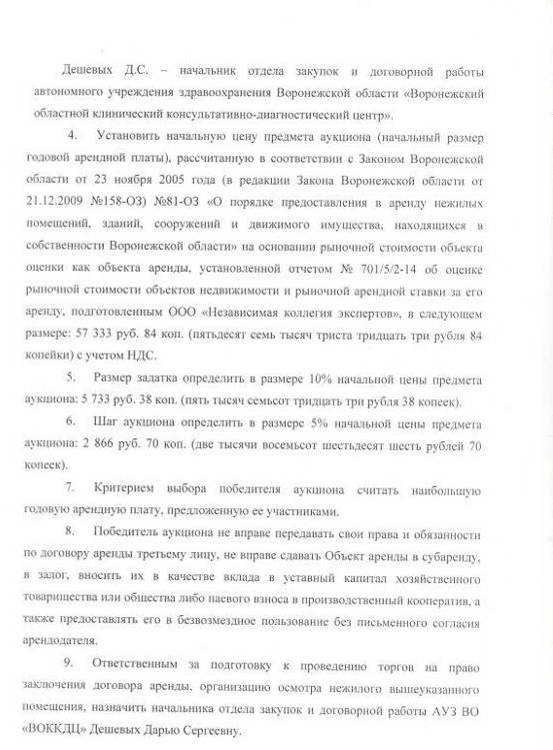 Дешевых Д.С. – начальник отдела закупок и договорной работы
автономного учреждения здравоохранения Воронежской области «Воронежский
областной клинический консультативно-диагностический центр».
4. Установить начальную цену предмета аукциона (начальный размер
годовой арендной платы), рассчитанную в соответствии с Законом Воронежской
области от 23 ноября 2005 года (в редакции Закона Воронежской области от
21.12.2009 №158-ОЗ) №81-ОЗ «О порядке предоставления в аренду нежилых
помещений, зданий, сооружений и движимого имущества, находящихся в
собственности Воронежской области» на основании рыночной стоимости объекта
оценки как объекта аренды, установленной отчетом № 701/5/2-14 об оценке
рыночной стоимости объектов недвижимости и рыночной арендной ставки за его
аренду, подготовленным ООО «Независимая коллегия экспертов», в следующем
размере: 57 333 руб. 84 коп. (пятьдесят семь тысяч триста тридцать три рубля 84
копейки) с учетом НДС.
5. Размер задатка определить в размере 10% начальной цены предмета
аукциона: 5 733 руб. 38 коп. (пять тысяч семьсот тридцать три рубля 38 копеек).
6. Шаг аукциона определить в размере 5% начальной цены предмета
аукциона: 2 866 руб. 70 коп. (две тысячи восемьсот шестьдесят шесть рублей 70
копеек).
7. Критерием выбора победителя аукциона считать наибольшую
годовую арендную плату, предложенную ее участниками.
8. Победитель аукциона не вправе передавать свои права и обязанности
по договору аренды третьему лицу, не вправе сдавать Объект аренды в субаренду,
в залог, вносить их в качестве вклада в уставный капитал хозяйственного
товарищества или общества либо паевого взноса в производственный кооператив, а
также предоставлять его в безвозмездное пользование без письменного согласия
арендодателя.
9. Ответственным за подготовку к проведению торгов на право
заключения договора аренды, организацию осмотра нежилого вышеуказанного
помещения, назначить начальника отдела закупок и договорной работы АУЗ ВО
«ВОККДЦ» Дешевых Дарью Сергеевну.